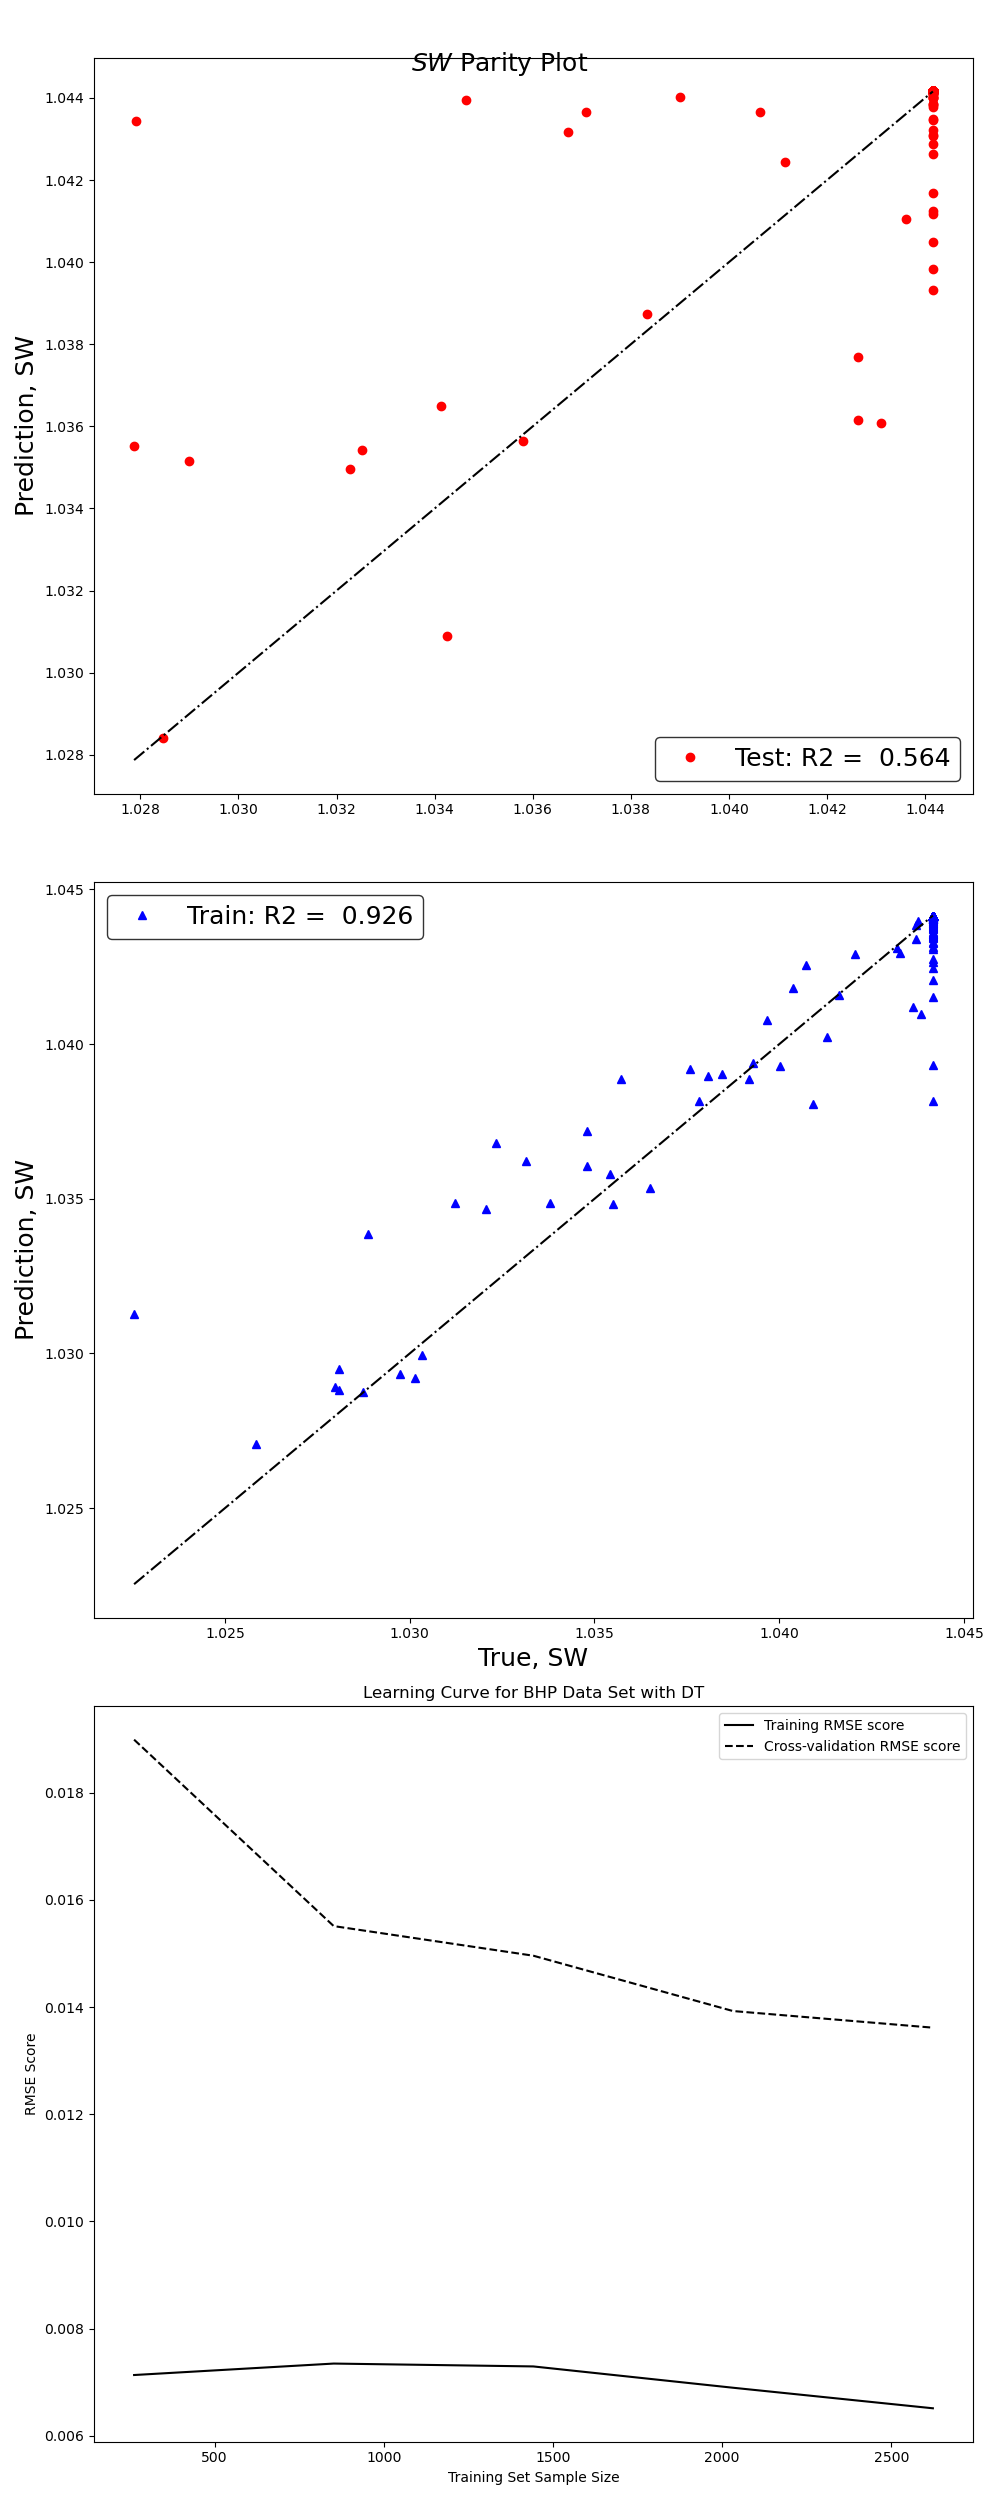 SW Parity Plot
1.044
1.042
1.040
1.038
1.036
1.034
1.032
1.030
1.028
Prediction, SW
Test: R2 =  0.564
1.028 1.030 1.032 1.034 1.036 1.038 1.040 1.042 1.044
1.045
1.040
1.035
1.030
1.025
Prediction, SW
Train: R2 =  0.926
1.025 1.030 1.035 1.040 1.045
True, SW
Learning Curve for BHP Data Set with DT
Training RMSE score
Cross-validation RMSE score
0.018
0.016
0.014
0.012
0.010
0.008
0.006
RMSE Score
500 1000 1500 2000 2500
Training Set Sample Size